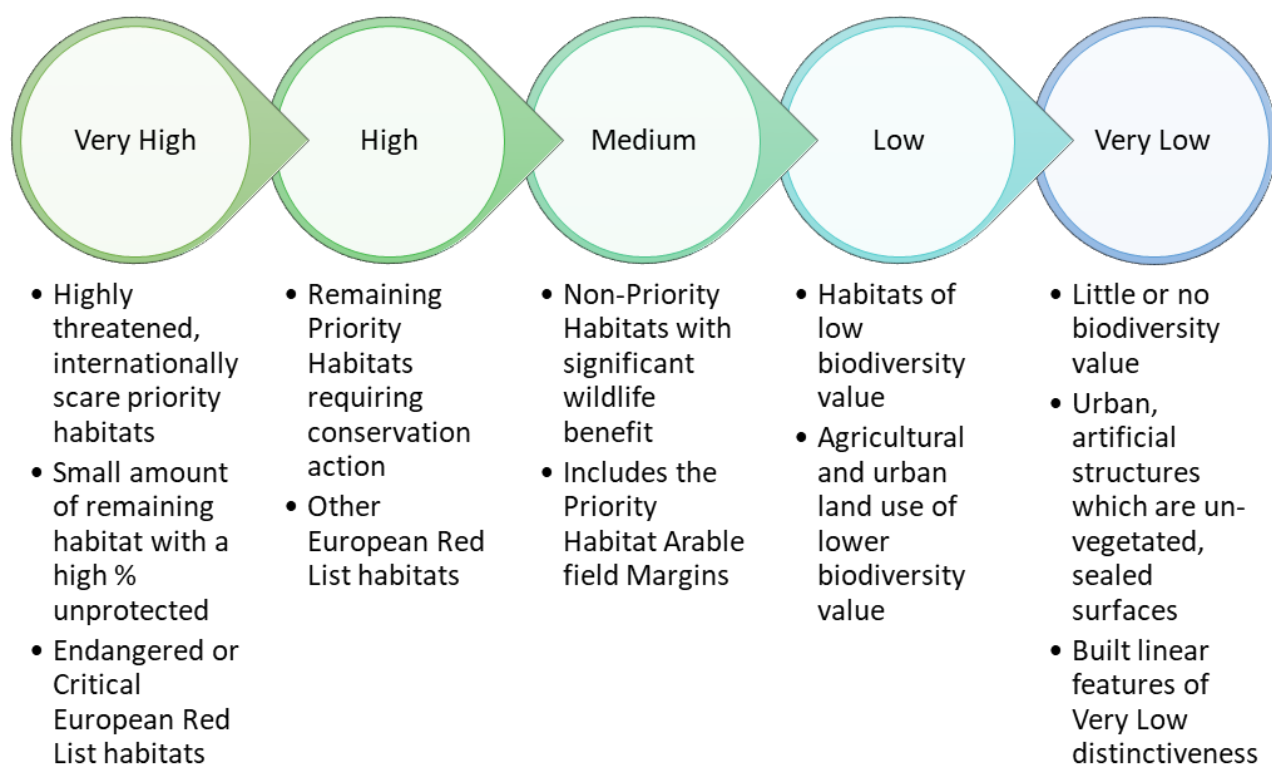 Very High
High
Medium
Low
Very Low
• Highly
threatened,
internationally
scare priority
habitats
• Small amount
of remaining
habitat with a
high %
unprotected
• Endangered or
Critical
European Red
List habitats
• Remaining
Priority
Habitats
requiring
conservation
action
• Other
European Red
List habitats
• Non-Priority
Habitats with
significant
wildlife
benefit
• Includes the
Priority
Habitat Arable
field Margins
• Habitats of
low
biodiversity
value
• Agricultural
and urban
land use of
lower
biodiversity
value
• Little or no
biodiversity
value
• Urban,
artificial
structures
which are un-
vegetated,
sealed
surfaces
• Built linear
features of
Very Low
distinctiveness